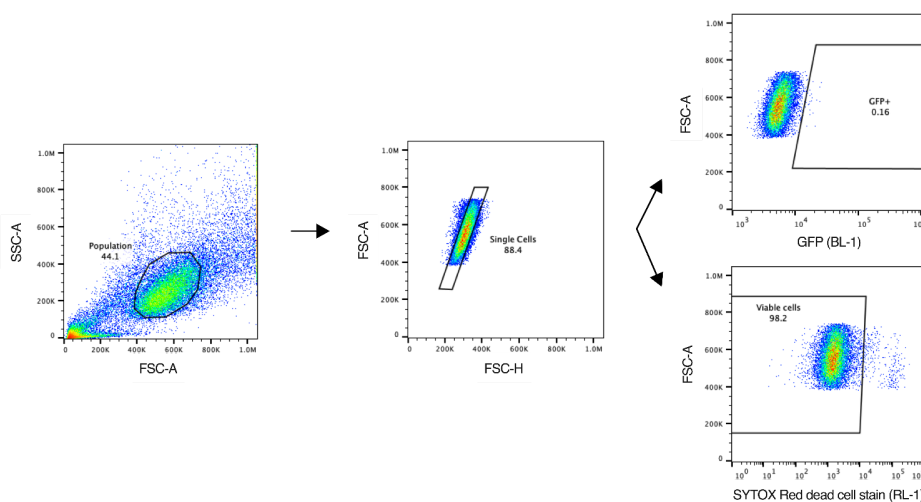 1.0M
800K
600K
400K
200K
0
SSC-A
Population
44.1
0
200K
400K
600K
800K
1.0M
FSC-A
1.0M
800K
600K
400K
200K
0
FSC-A
Single Cells
88.4
0
200K
400K
600K
800K
1.0M
FSC-H
1.0M
800K
600K
400K
200K
0
FSC-A
GFP+
0.16
10³
10⁴
10⁵
GFP (BL-1)
1.0M
800K
600K
400K
200K
0
FSC-A
Viable cells
98.2
10⁰
10¹
10²
10³
10⁴
10⁵
SYTOX Red dead cell stain (RL-1)